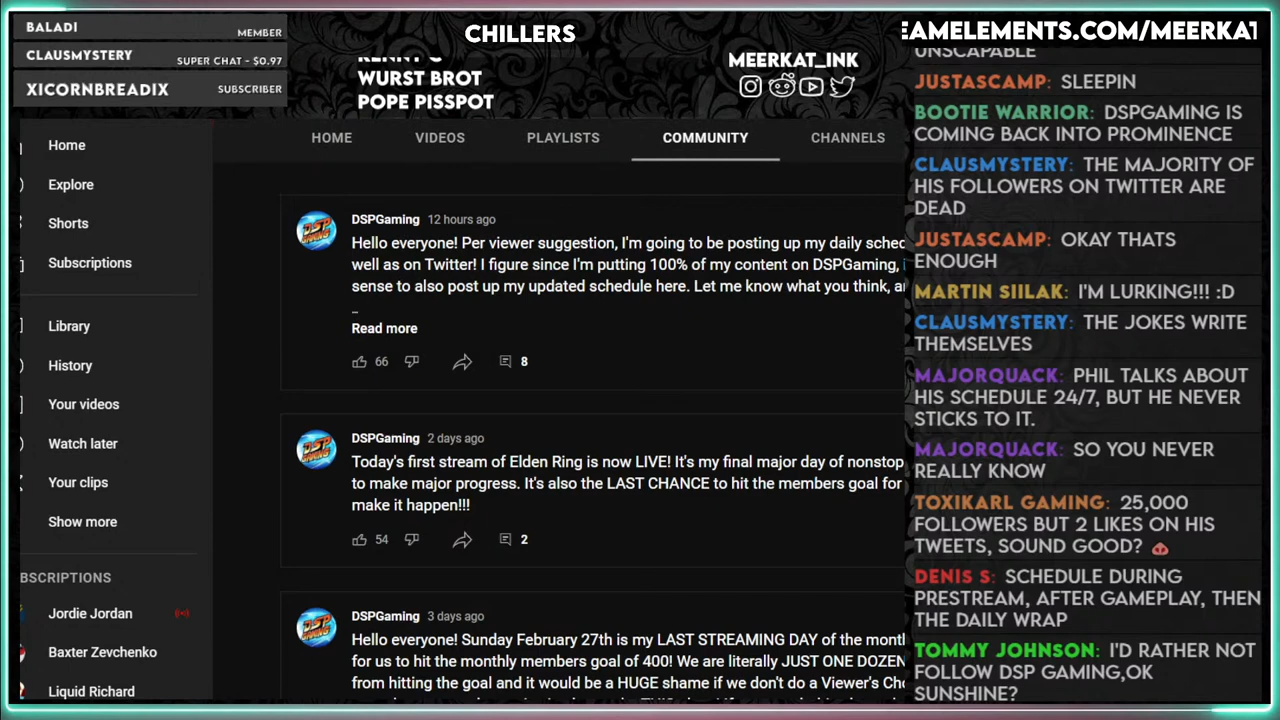 BALADI
MEMBER
CLAUSMYSTERY
SUPER CHAT - $0.97
XICORNBREADIX
SUBSCRIBER
CHILLERS
WURST BROT
POPE PISSPOT
MEERKAT_INK
EAMELEMENTS.COM/MEERKAT
HOME
VIDEOS
PLAYLISTS
COMMUNITY
CHANNELS
Home
Explore
Shorts
Subscriptions
Library
History
Your videos
Watch later
Your clips
Show more
BSCRIPTIONS
Jordie Jordan
Baxter Zevchenko
Liquid Richard
DSPGaming 12 hours ago
Hello everyone! Per viewer suggestion, I'm going to be posting up my daily sched
well as on Twitter! I figure since I'm putting 100% of my content on DSPGaming,
sense to also post up my updated schedule here. Let me know what you think, a
_
Read more
66
8
DSPGaming 2 days ago
Today's first stream of Elden Ring is now LIVE! It's my final major day of nonstop
to make major progress. It's also the LAST CHANCE to hit the members goal for
make it happen!!!
54
2
DSPGaming 3 days ago
Hello everyone! Sunday February 27th is my LAST STREAMING DAY of the mont
for us to hit the monthly members goal of 400! We are literally JUST ONE DOZEN
from hitting the goal and it would be a HUGE shame if we don't do a Viewer's Cho
UNSCAPABLE
JUSTASCAMP: SLEEPIN
BOOTIE WARRIOR: DSPGAMING IS
COMING BACK INTO PROMINENCE
CLAUSMYSTERY: THE MAJORITY OF
HIS FOLLOWERS ON TWITTER ARE
DEAD
JUSTASCAMP: OKAY THATS
ENOUGH
MARTIN SIILAK: I'M LURKING!!! :D
CLAUSMYSTERY: THE JOKES WRITE
THEMSELVES
MAJORQUACK: PHIL TALKS ABOUT
HIS SCHEDULE 24/7, BUT HE NEVER
STICKS TO IT.
MAJORQUACK: SO YOU NEVER
REALLY KNOW
TOXIKARL GAMING: 25,000
FOLLOWERS BUT 2 LIKES ON HIS
TWEETS, SOUND GOOD?
DENIS S: SCHEDULE DURING
PRESTREAM, AFTER GAMEPLAY, THEN
THE DAILY WRAP
TOMMY JOHNSON: I'D RATHER NOT
FOLLOW DSP GAMING,OK
SUNSHINE?